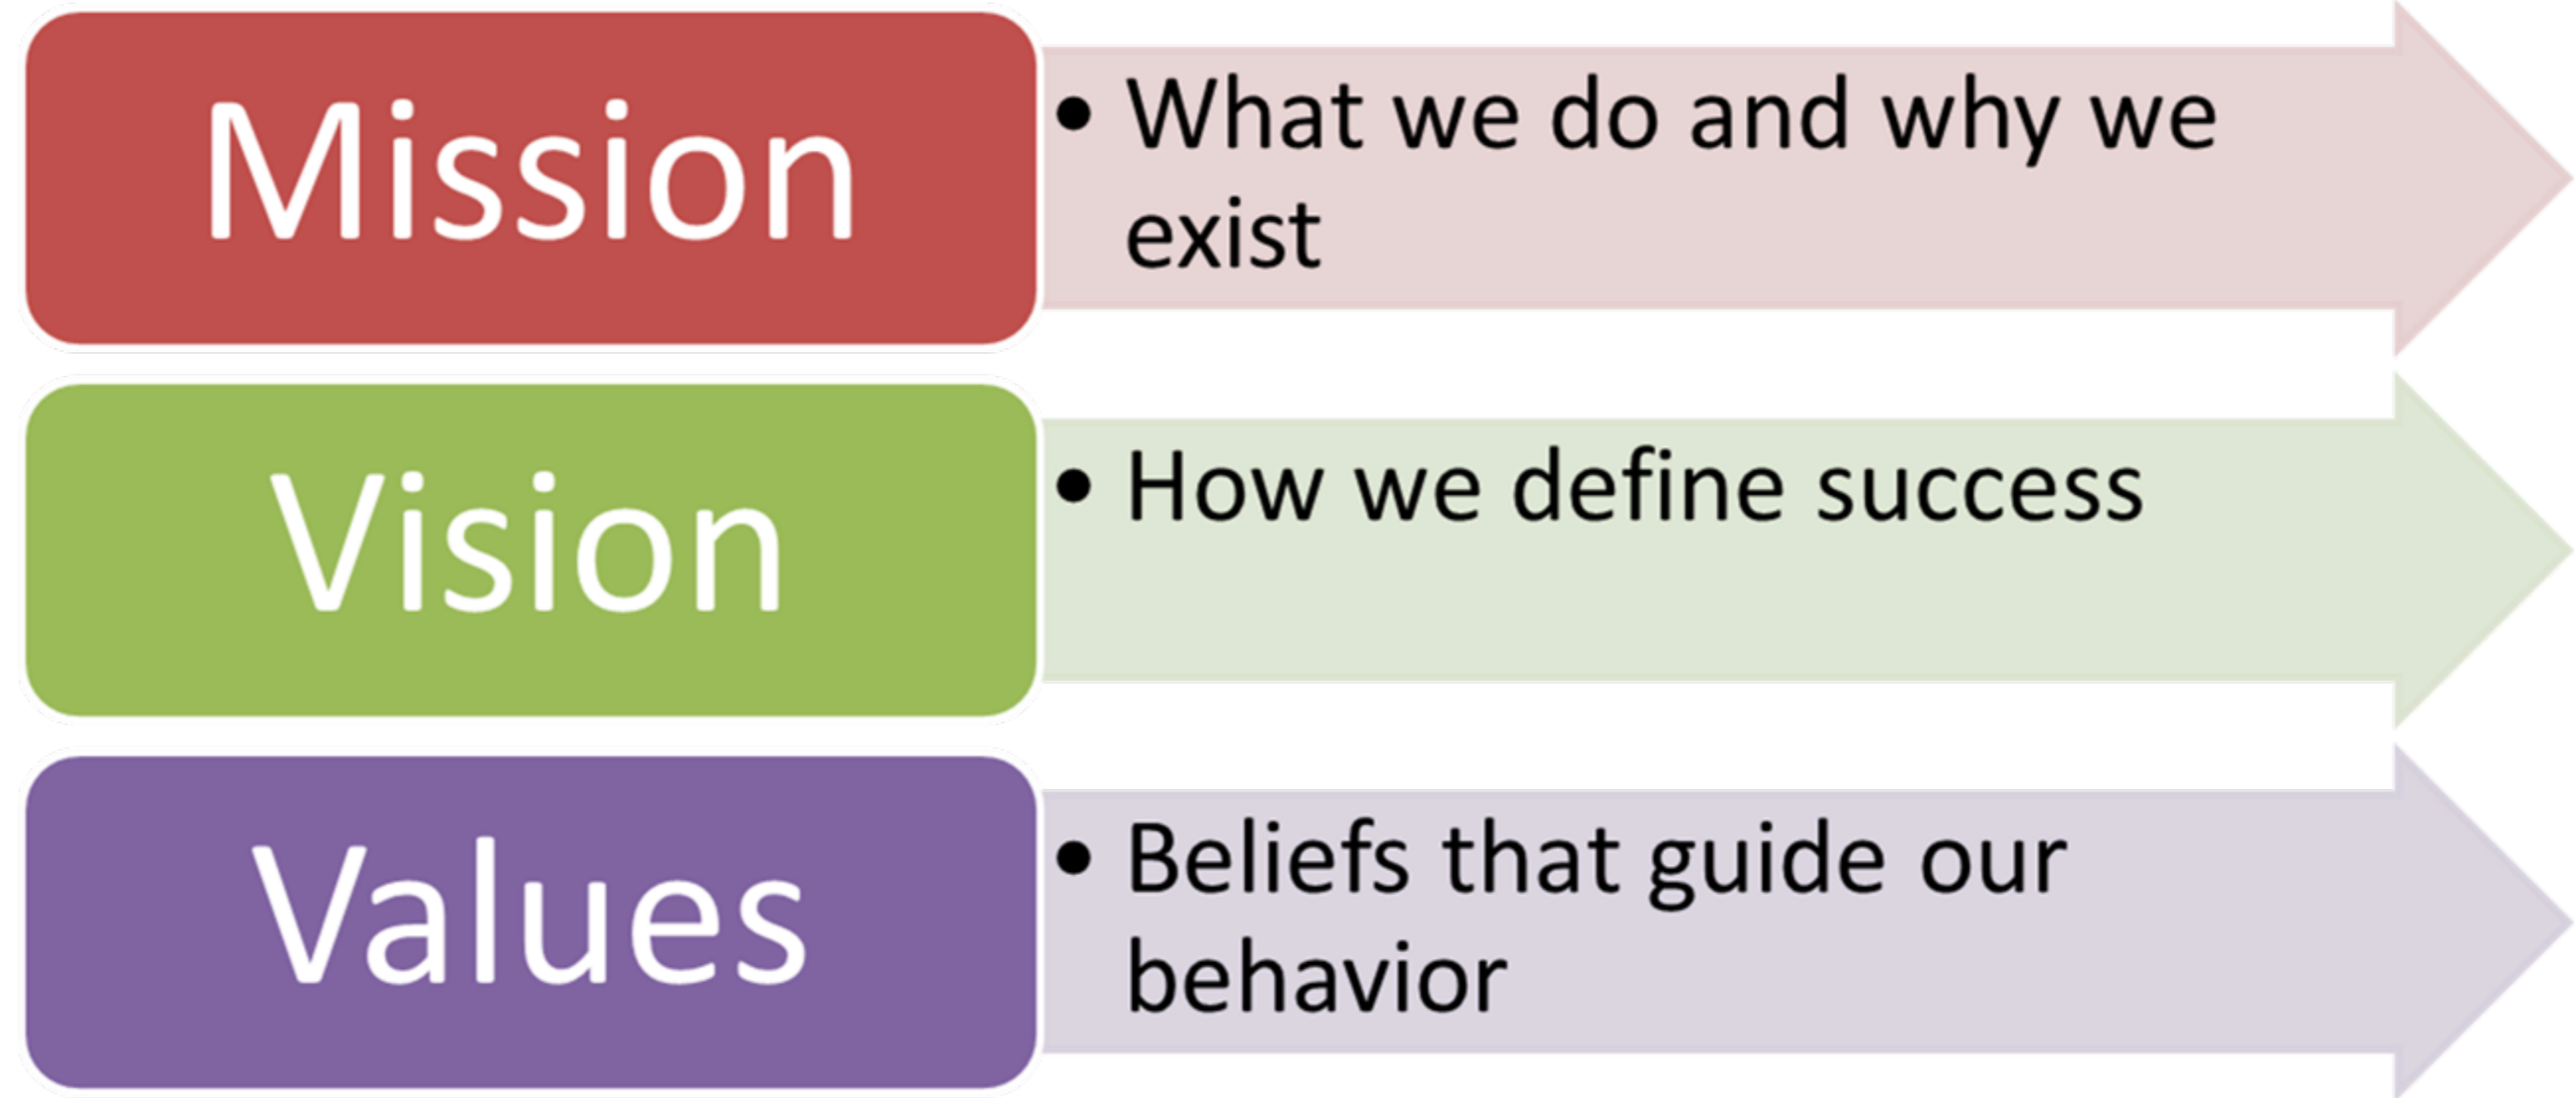 Mission
• What we do and why we
exist
Vision
• How we define success
Values
• Beliefs that guide our
behavior